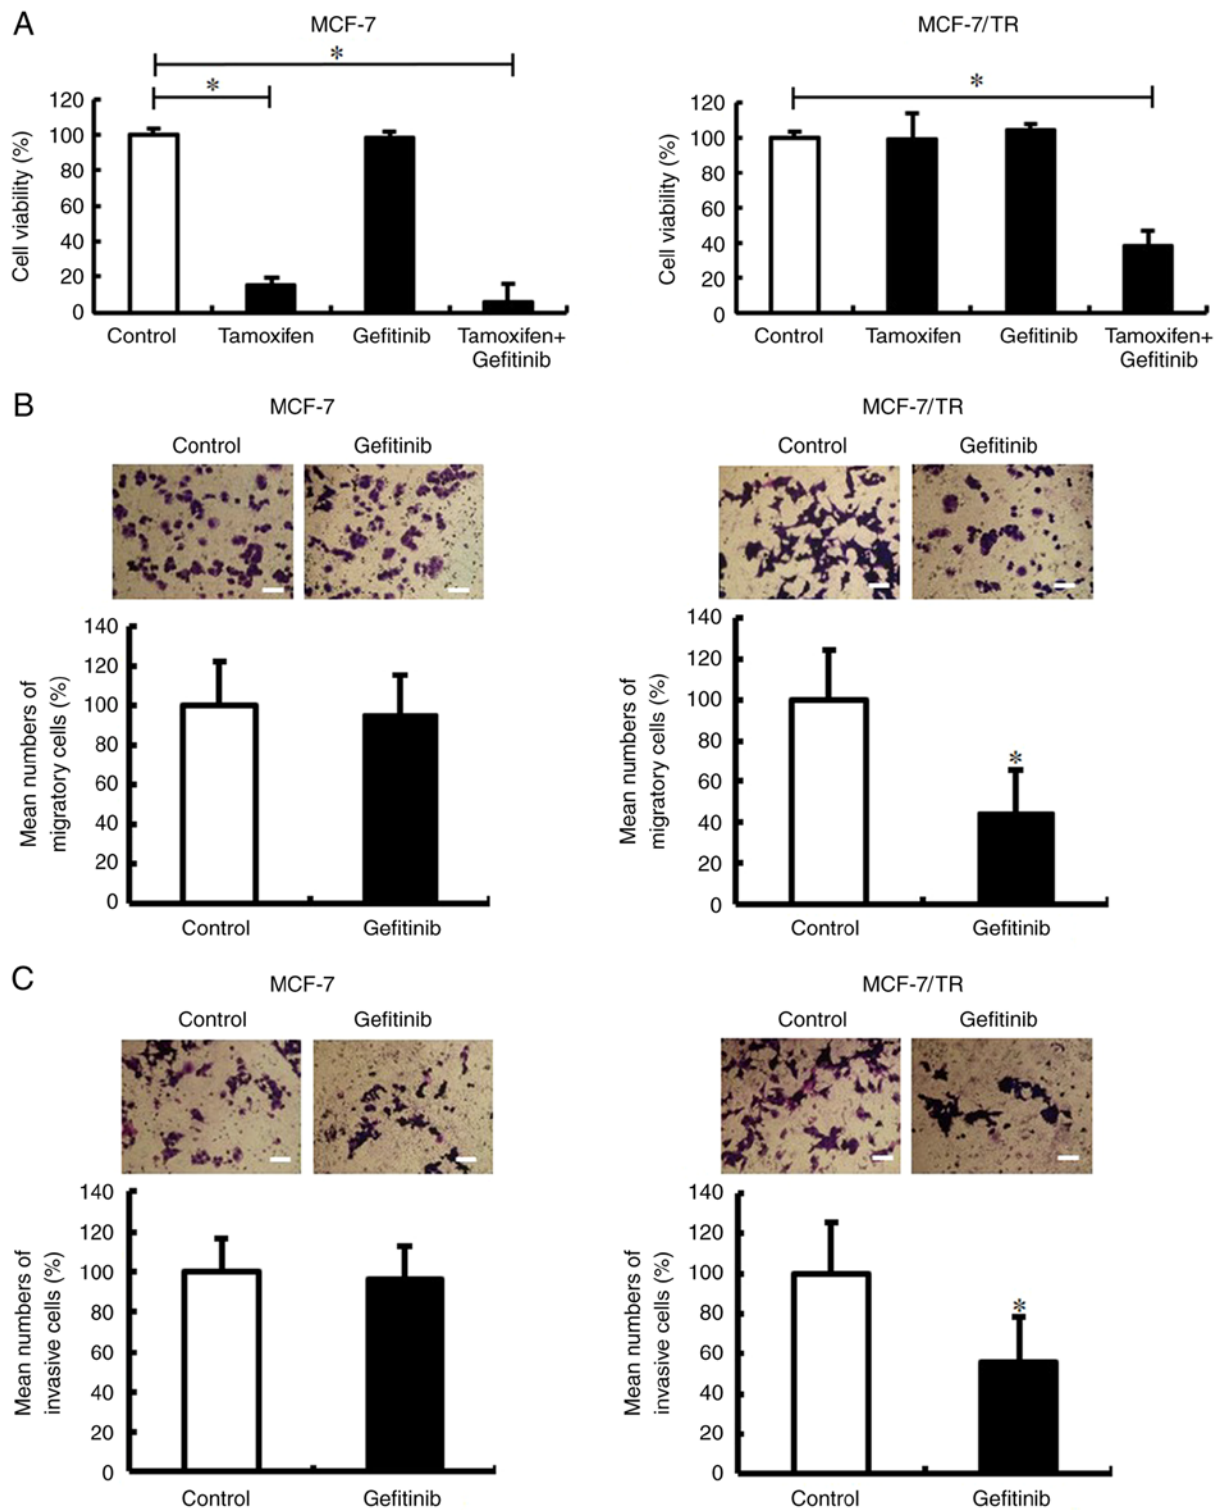 A
MCF-7
MCF-7/TR
*
*
*
Cell viability (%)
120
100
80
60
40
20
0
Control
Tamoxifen
Gefitinib
Tamoxifen+
Gefitinib
Cell viability (%)
120
100
80
60
40
20
0
Control
Tamoxifen
Gefitinib
Tamoxifen+
Gefitinib
B
MCF-7
MCF-7/TR
Control
Gefitinib
Control
Gefitinib
Mean numbers of
migratory cells (%)
140
120
100
80
60
40
20
0
Control
Gefitinib
Mean numbers of
migratory cells (%)
140
120
100
80
60
40
20
0
*
Control
Gefitinib
C
MCF-7
MCF-7/TR
Control
Gefitinib
Control
Gefitinib
Mean numbers of
invasive cells (%)
140
120
100
80
60
40
20
0
Control
Gefitinib
Mean numbers of
invasive cells (%)
140
120
100
80
60
40
20
0
*
Control
Gefitinib